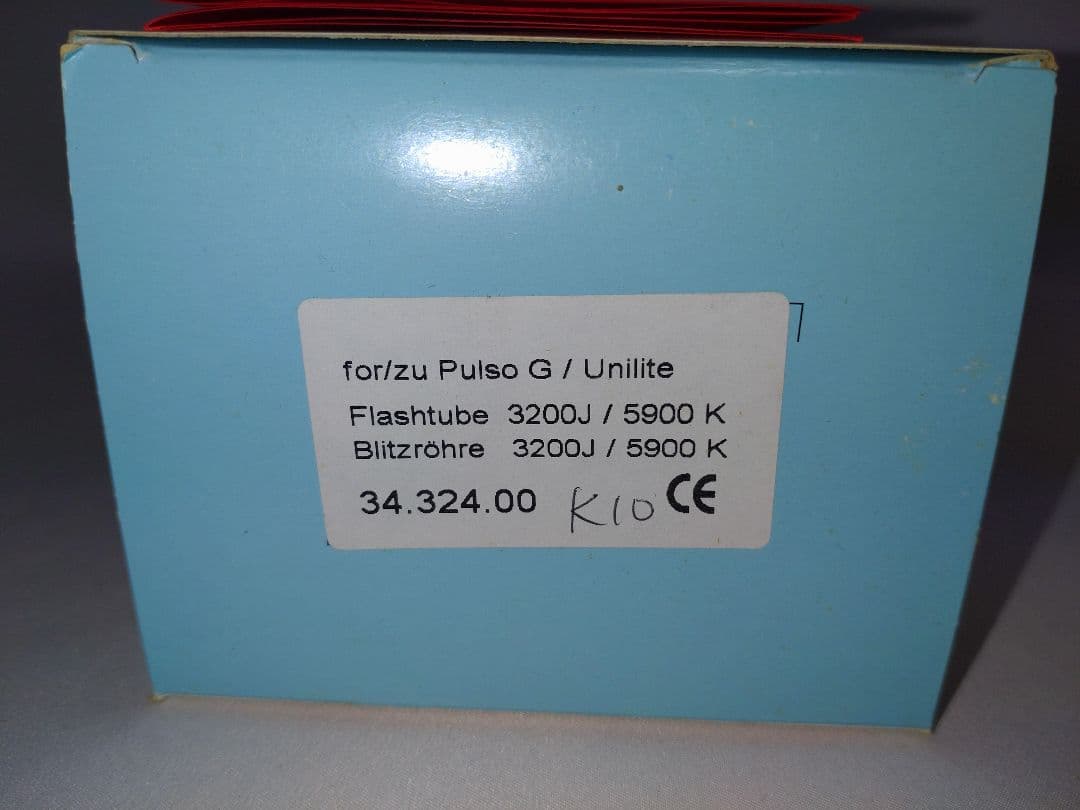 for/zu Pulso G / Unilite
Flashtube 3200J / 5900 K
Blitzröhre 3200J / 5900 K
34.324.00 K10 CE